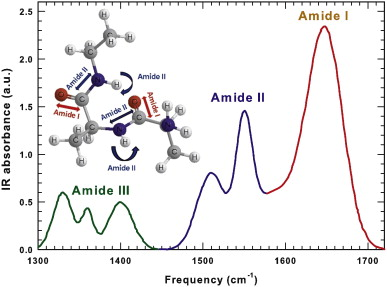 Amide I
Amide II
Amide III
Amide II
Amide II
Amide I
Amide II
Amide I
Amide II
H
H
H
H
H
H
O
C
C
N
H
O
C
H
C
N
H
C
N
H
H
C
H
H
H
IR absorbance (a.u.)
2.5
2.0
1.5
1.0
0.5
0.0
1300 1400 1500 1600 1700
Frequency (cm⁻¹)